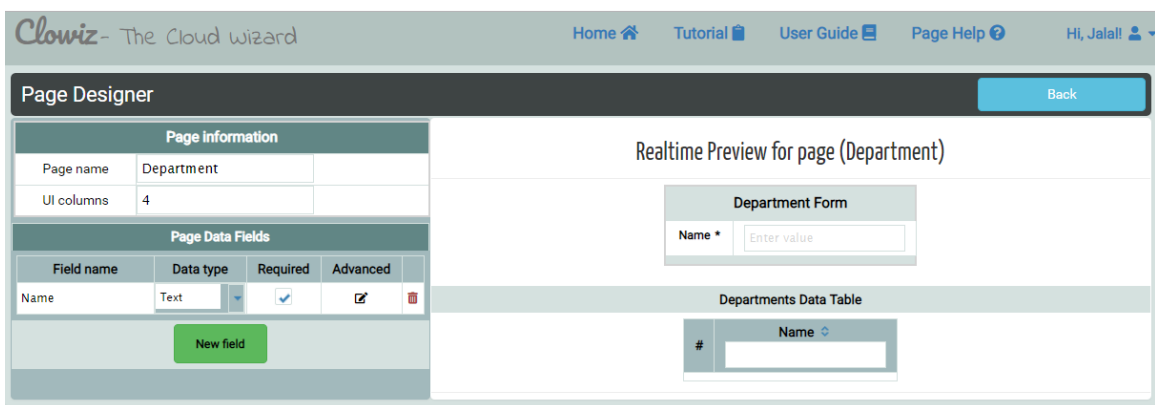 Clowiz - The Cloud Wizard Home Tutorial User Guide Page Help Hi, Jalal!
Page Designer Back
Page information
Page name Department
UI columns 4
Page Data Fields
Field name Data type Required Advanced
Name Text
New field
Realtime Preview for page (Department)
Department Form
Name * Enter value
Departments Data Table
# Name